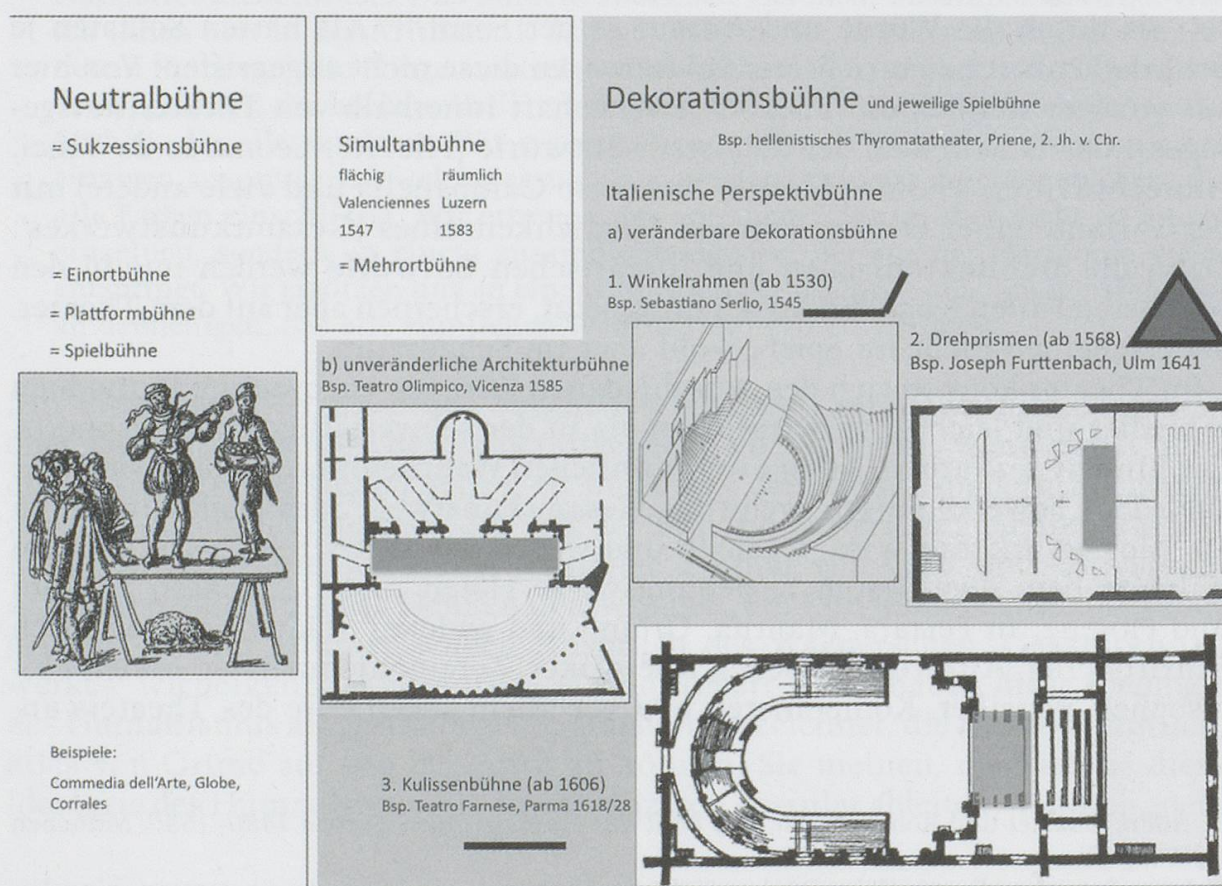 Neutralbühne
= Sukzessionsbühne
= Einortbühne
= Plattformbühne
= Spielbühne
Beispiele:
Commedia dell'Arte, Globe,
Corrales
Simultanbühne
flächig räumlich
Valenciennes Luzern
1547 1583
= Mehrortbühne
Dekorationsbühne und jeweilige Spielbühne
Bsp. hellenistisches Thyromatatheater, Priene, 2. Jh. v. Chr.
Italienische Perspektivbühne
a) veränderbare Dekorationsbühne
1. Winkelrahmen (ab 1530)
Bsp. Sebastiano Serlio, 1545
2. Drehprismen (ab 1568)
Bsp. Joseph Furttenbach, Ulm 1641
b) unveränderliche Architekturbühne
Bsp. Teatro Olimpico, Vicenza 1585
3. Kulissenbühne (ab 1606)
Bsp. Teatro Farnese, Parma 1618/28